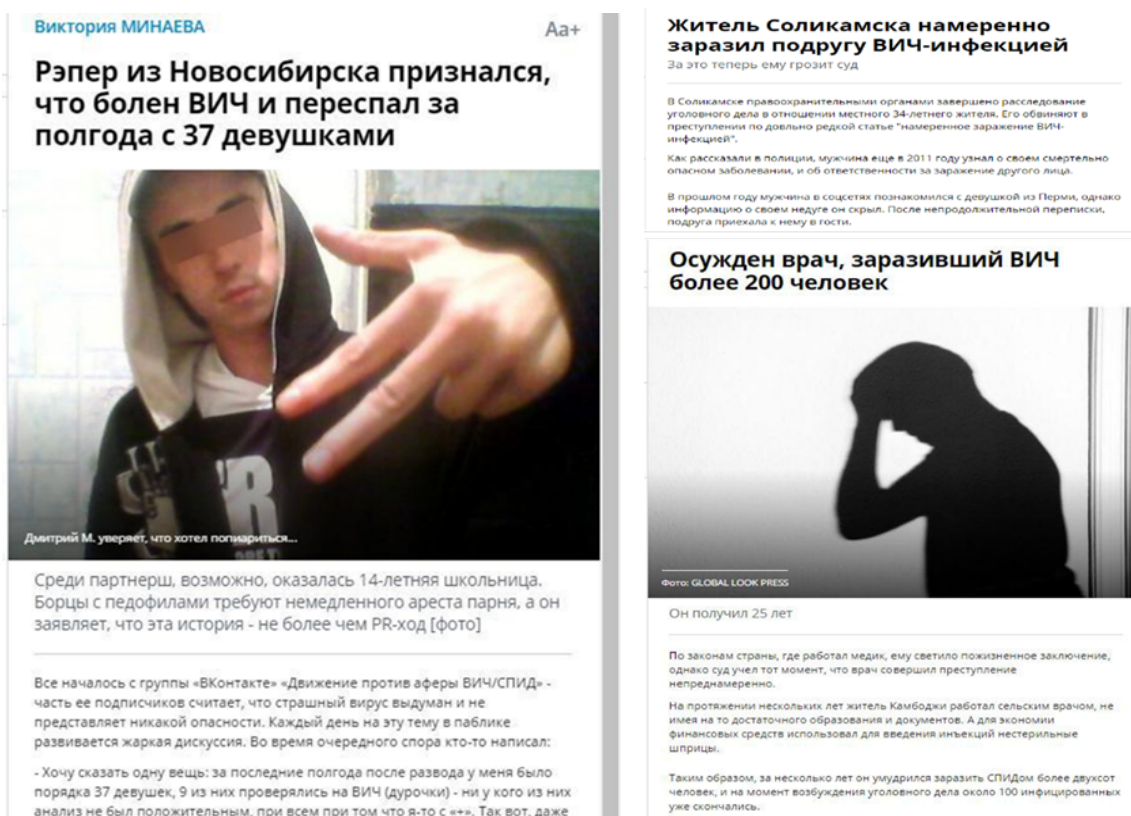 Виктория МИНАЕВА
Aa+
Рэпер из Новосибирска признался,
что болен ВИЧ и переспал за
полгода с 37 девушками
Дмитрий М. уверяет, что хотел попиариться...
Среди партнерш, возможно, оказалась 14-летняя школьница.
Борцы с педофилами требуют немедленного ареста парня, а он
заявляет, что эта история - не более чем PR-ход [фото]
Все началось с группы «ВКонтакте» «Движение против аферы ВИЧ/СПИД» -
часть ее подписчиков считает, что страшный вирус выдуман и не
представляет никакой опасности. Каждый день на эту тему в паблике
развивается жаркая дискуссия. Во время очередного спора кто-то написал:
- Хочу сказать одну вещь: за последние полгода после развода у меня было
порядка 37 девушек, 9 из них проверялись на ВИЧ (дурочки) - ни у кого из них
анализ не был положительным, при всем при том что я-то с «+». Так вот, даже
Житель Соликамска намеренно
заразил подругу ВИЧ-инфекцией
За это теперь ему грозит суд
В Соликамске правоохранительными органами завершено расследование
уголовного дела в отношении местного 34-летнего жителя. Его обвиняют в
преступлении по довльно редкой статье "намеренное заражение ВИЧ-
инфекцией".
Как рассказали в полиции, мужчина еще в 2011 году узнал о своем смертельно
опасном заболевании, и об ответственности за заражение другого лица.
В прошлом году мужчина в соцсетях познакомился с девушкой из Перми, однако
информацию о своем недуге он скрыл. После непродолжительной переписки,
подруга приехала к нему в гости.
Осужден врач, заразивший ВИЧ
более 200 человек
Фото: GLOBAL LOOK PRESS
Он получил 25 лет
По законам страны, где работал медик, ему светило пожизненное заключение,
однако суд учел тот момент, что врач совершил преступление
непреднамеренно.
На протяжении нескольких лет житель Камбоджи работал сельским врачом, не
имея на то достаточного образования и документов. А для экономии
финансовых средств использовал для введения инъекций нестерильные
шприцы.
Таким образом, за несколько лет он умудрился заразить СПИДом более двухсот
человек, и на момент возбуждения уголовного дела около 100 инфицированных
уже скончались.